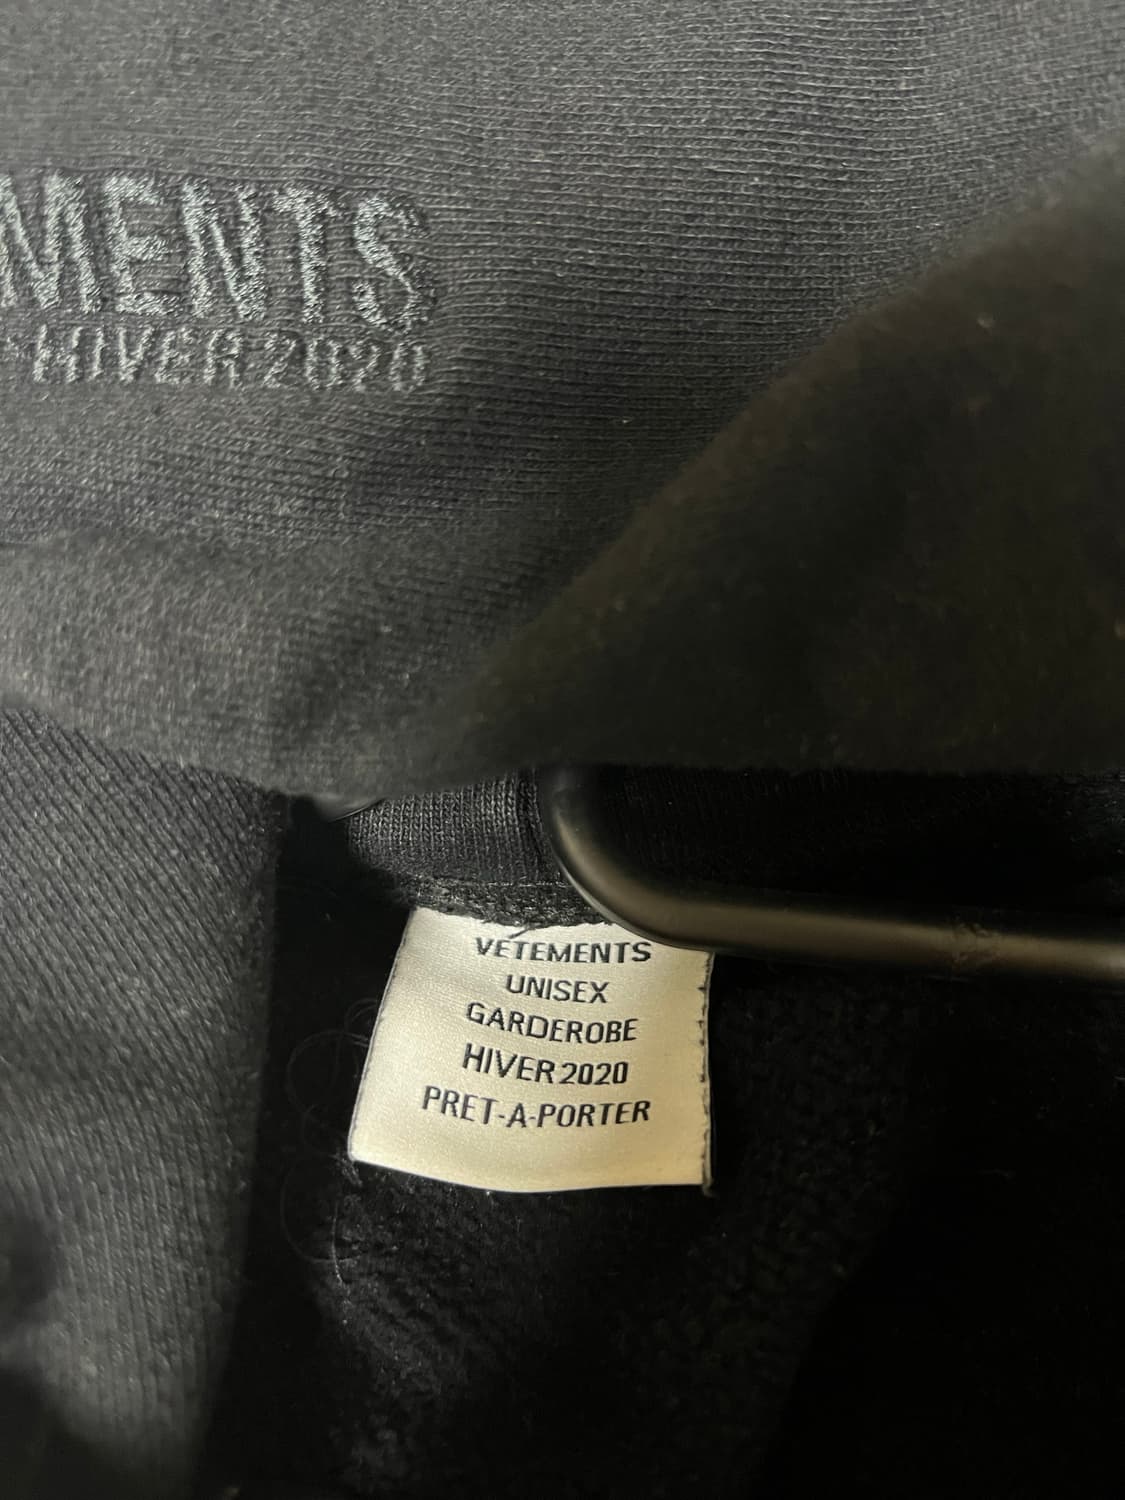 MENTS
HIVER 2020
VETEMENTS
UNISEX
GARDEROBE
HIVER 2020
PRET-A-PORTER